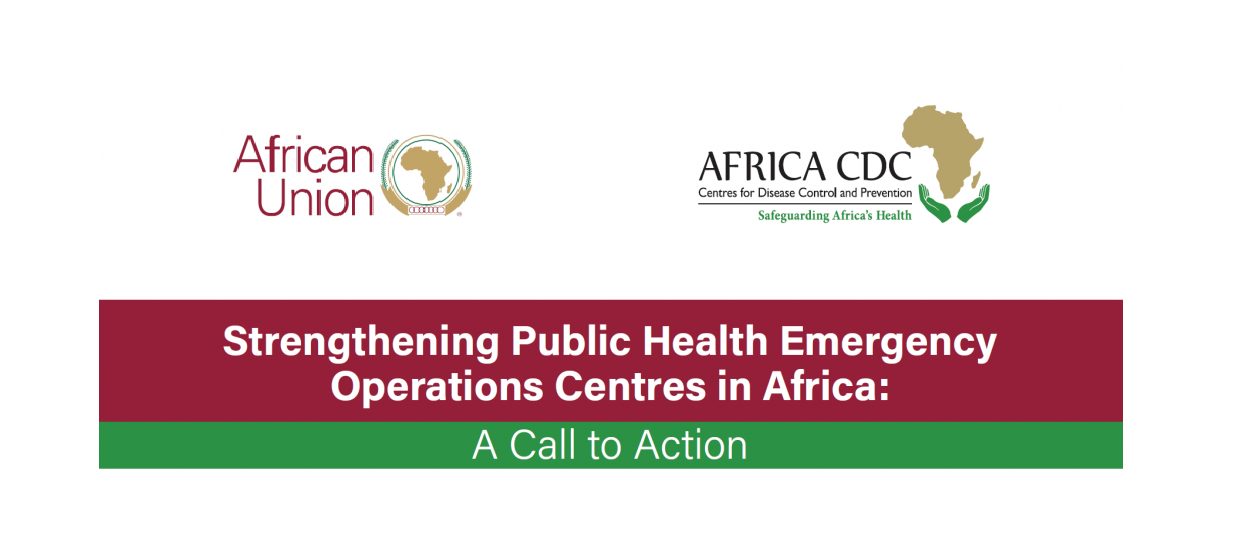 African
Union
AFRICA CDC
Centres for Disease Control and Prevention
Safeguarding Africa's Health
Strengthening Public Health Emergency
Operations Centres in Africa:
A Call to Action